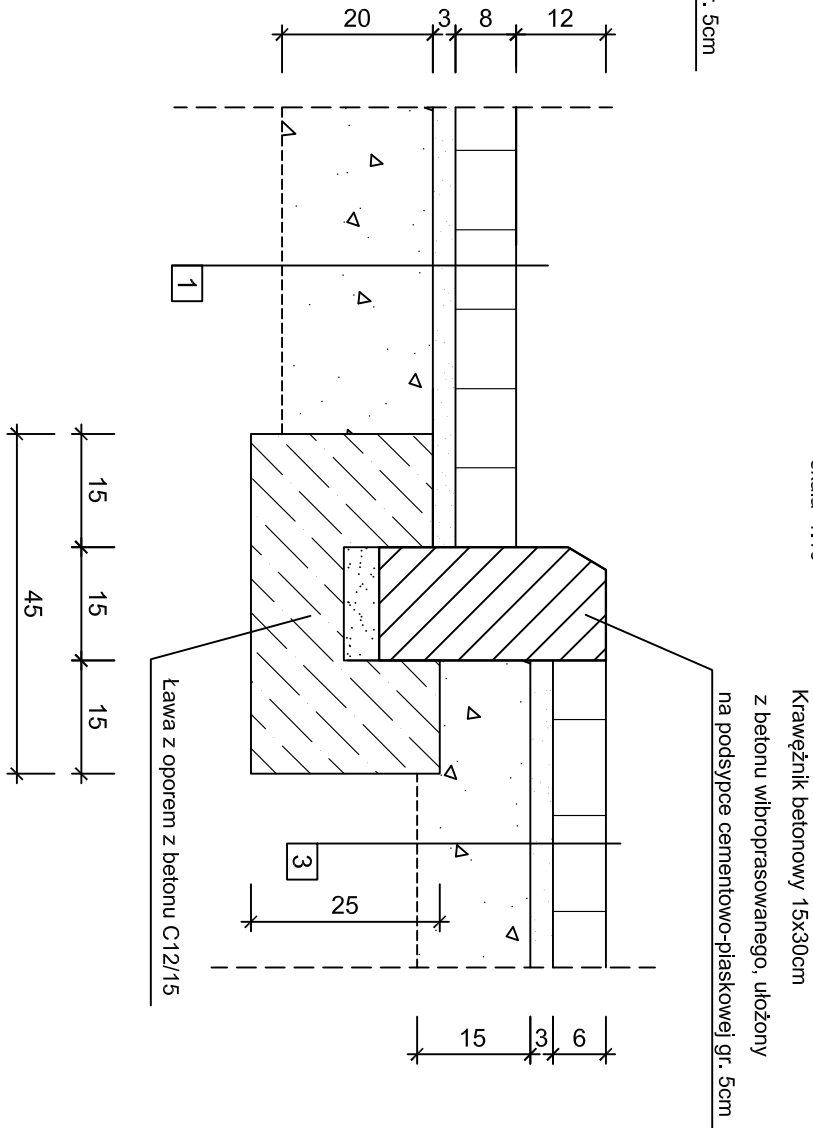 r. 5cm
Krawężnik betonowy 15x30cm
z betonu wibroprasowanego, ułożony
na podsypce cementowo-piaskowej gr. 5cm
20
3
8
12
1
15
15
15
45
Ława z oporem z betonu C12/15
3
25
15
3
6